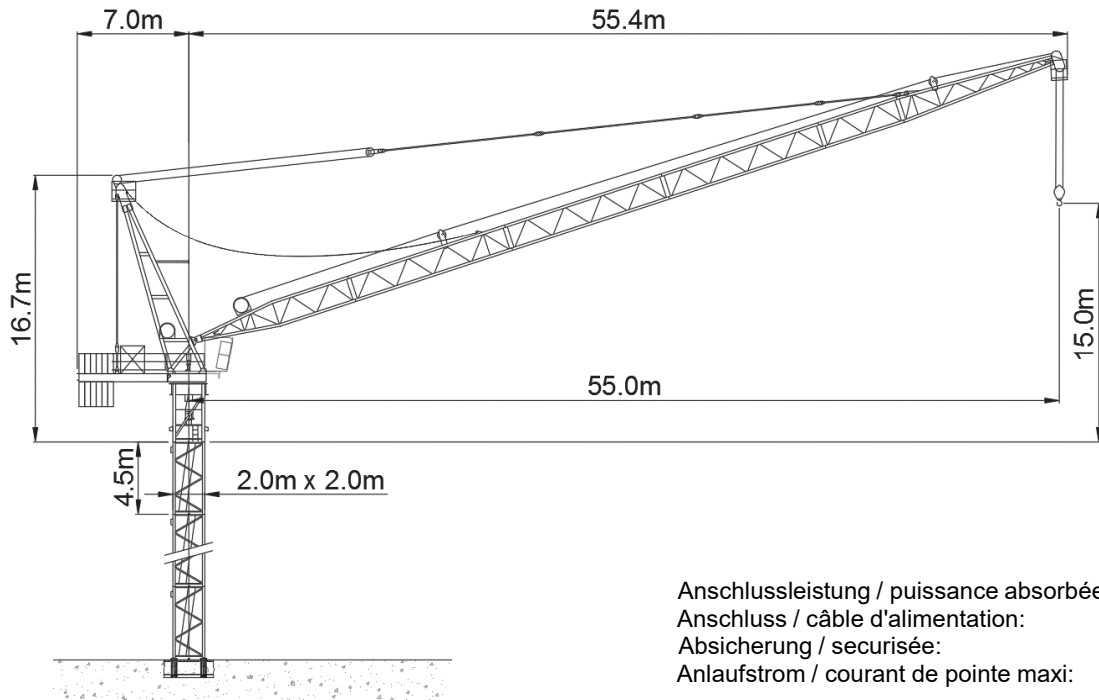 7.0m
55.4m
16.7m
15.0m
55.0m
4.5m
2.0m x 2.0m
Anschlussleistung / puissance absorbée
Anschluss / câble d'alimentation:
Absicherung / securisée:
Anlaufstrom / courant de pointe maxi: